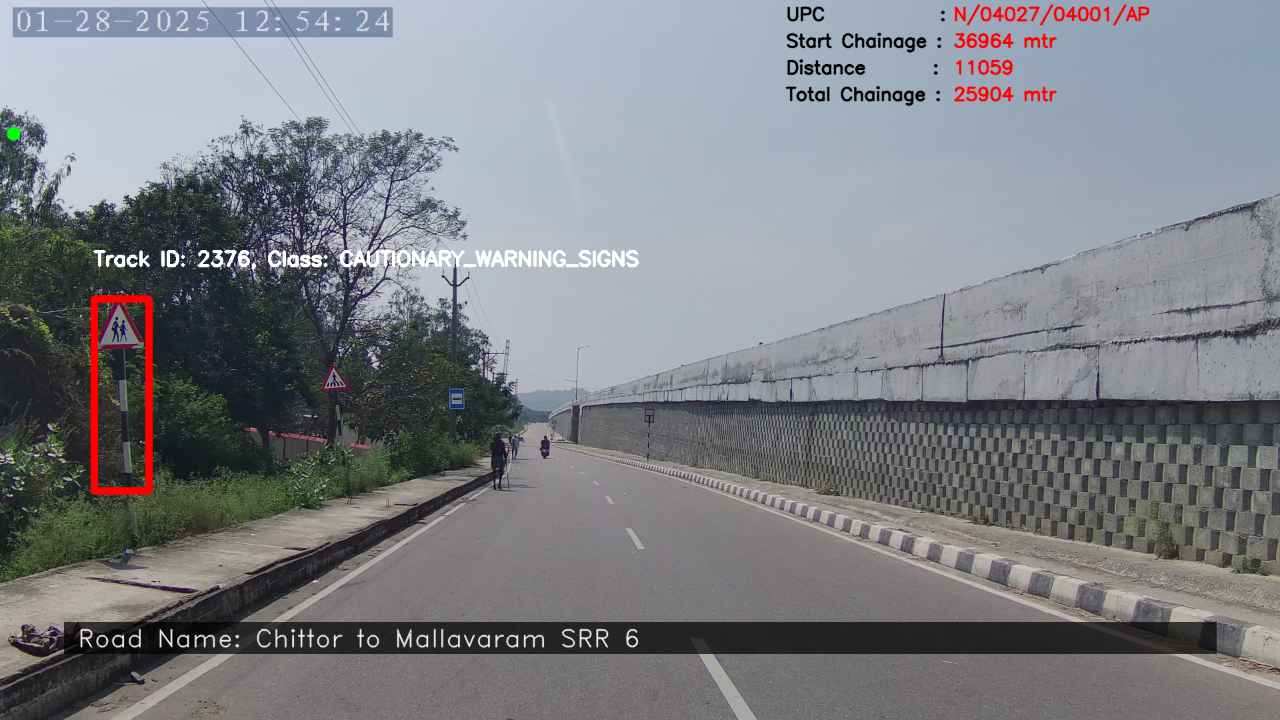 01-28-2025 12:54:24
UPC : N/04027/04001/AP
Start Chainage : 36964 mtr
Distance : 11059
Total Chainage : 25904 mtr
Track ID: 2376, Class: CAUTIONARY_WARNING_SIGNS
Road Name: Chittor to Mallavaram SRR 6